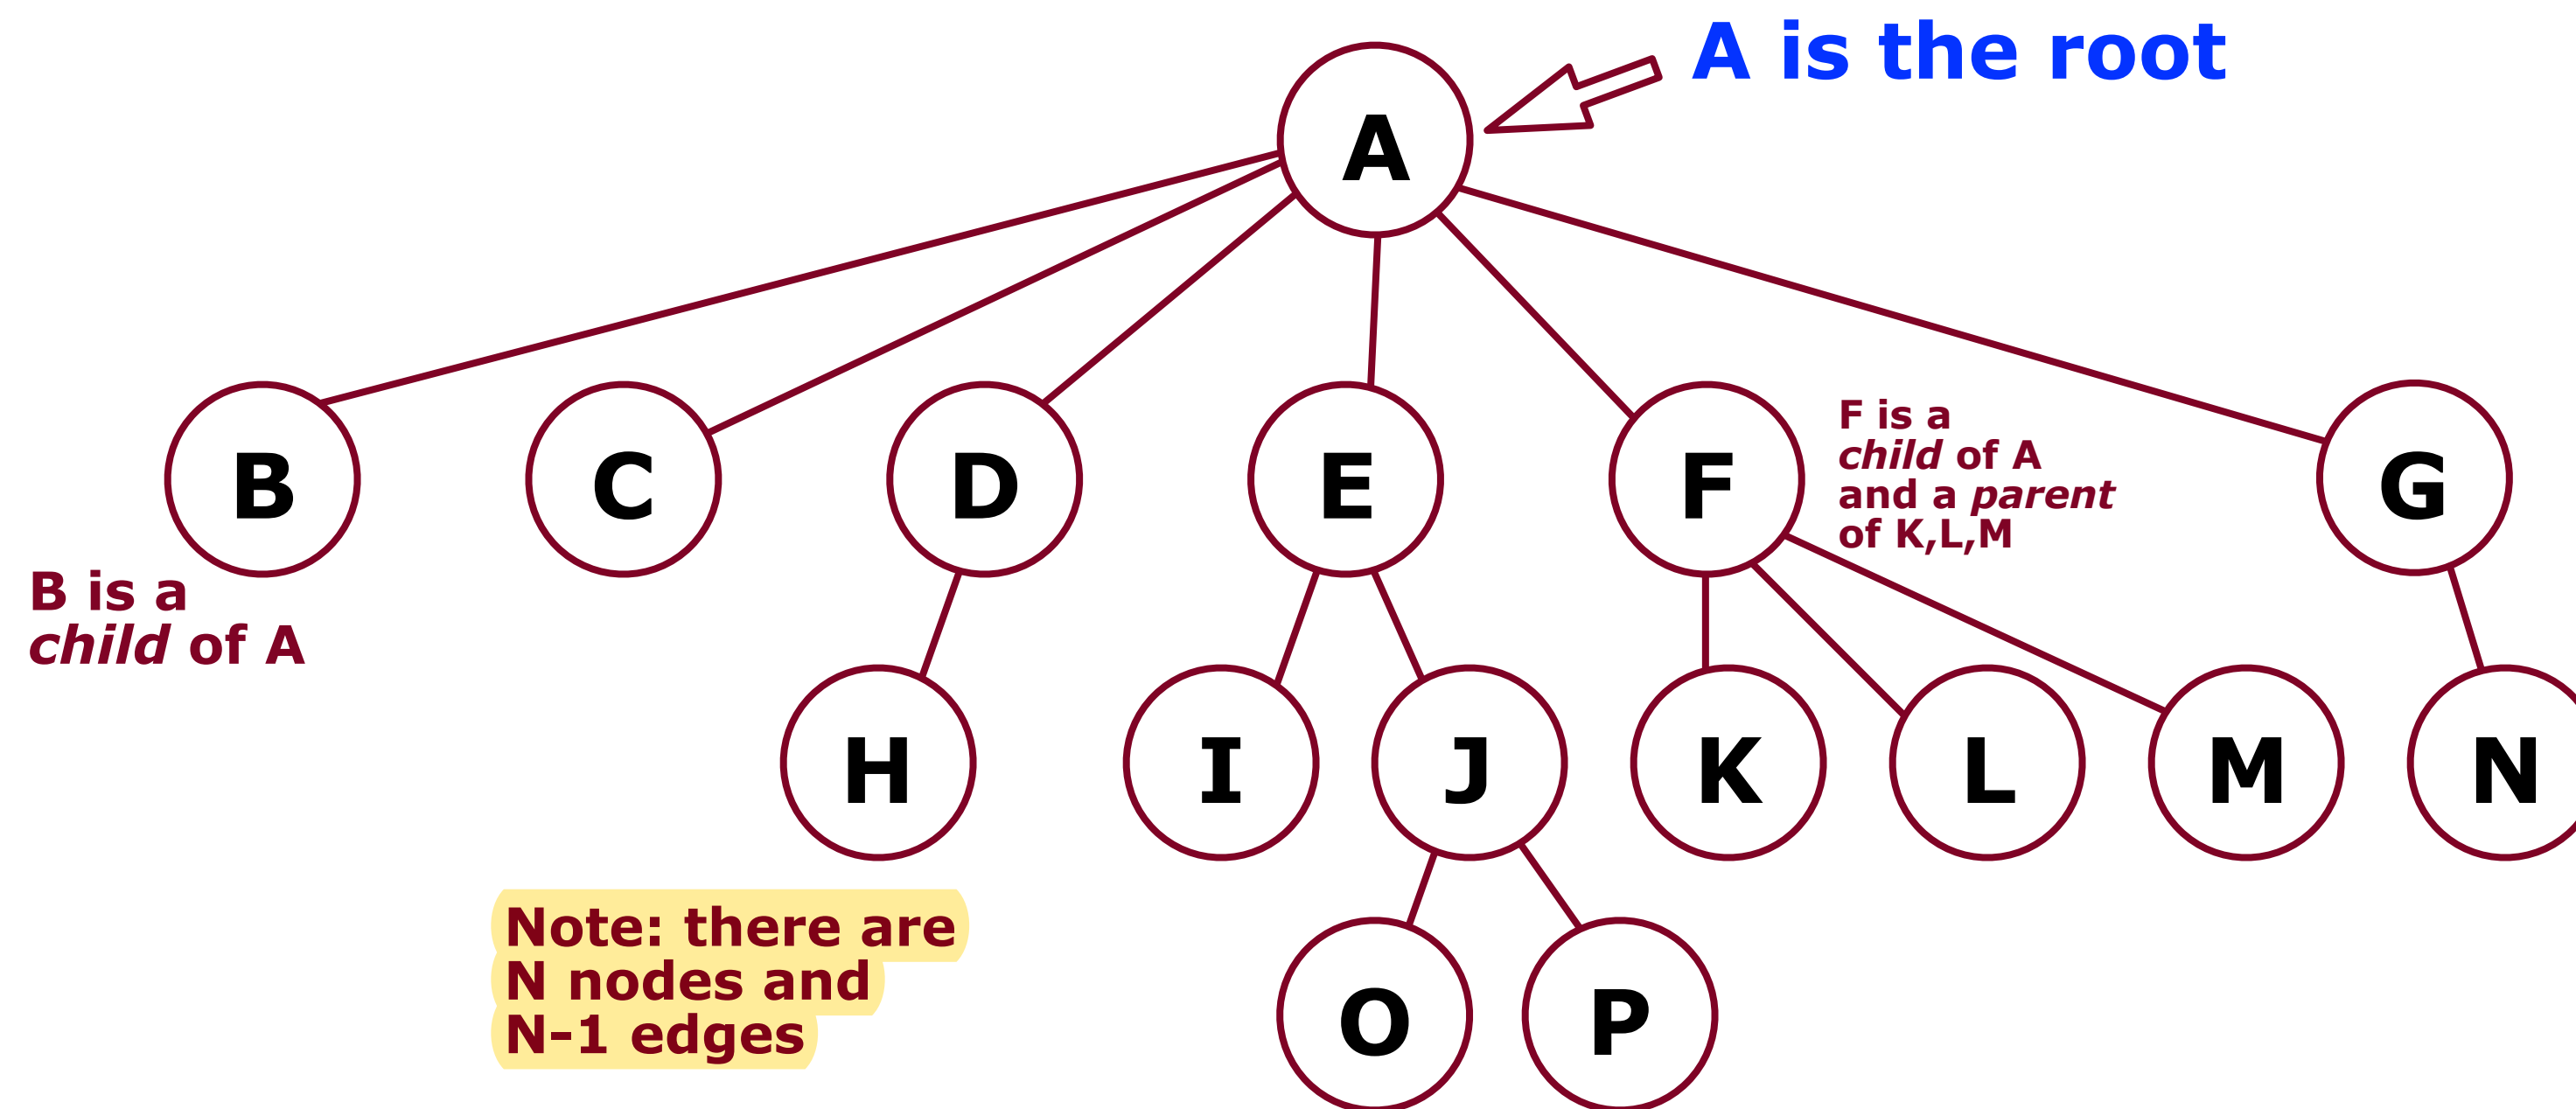 A is the root
A
B
C
D
E
F
G
F is a
child of A
and a parent
of K,L,M
B is a
child of A
H
I
J
K
L
M
N
Note: there are
N nodes and
N-1 edges
O
P